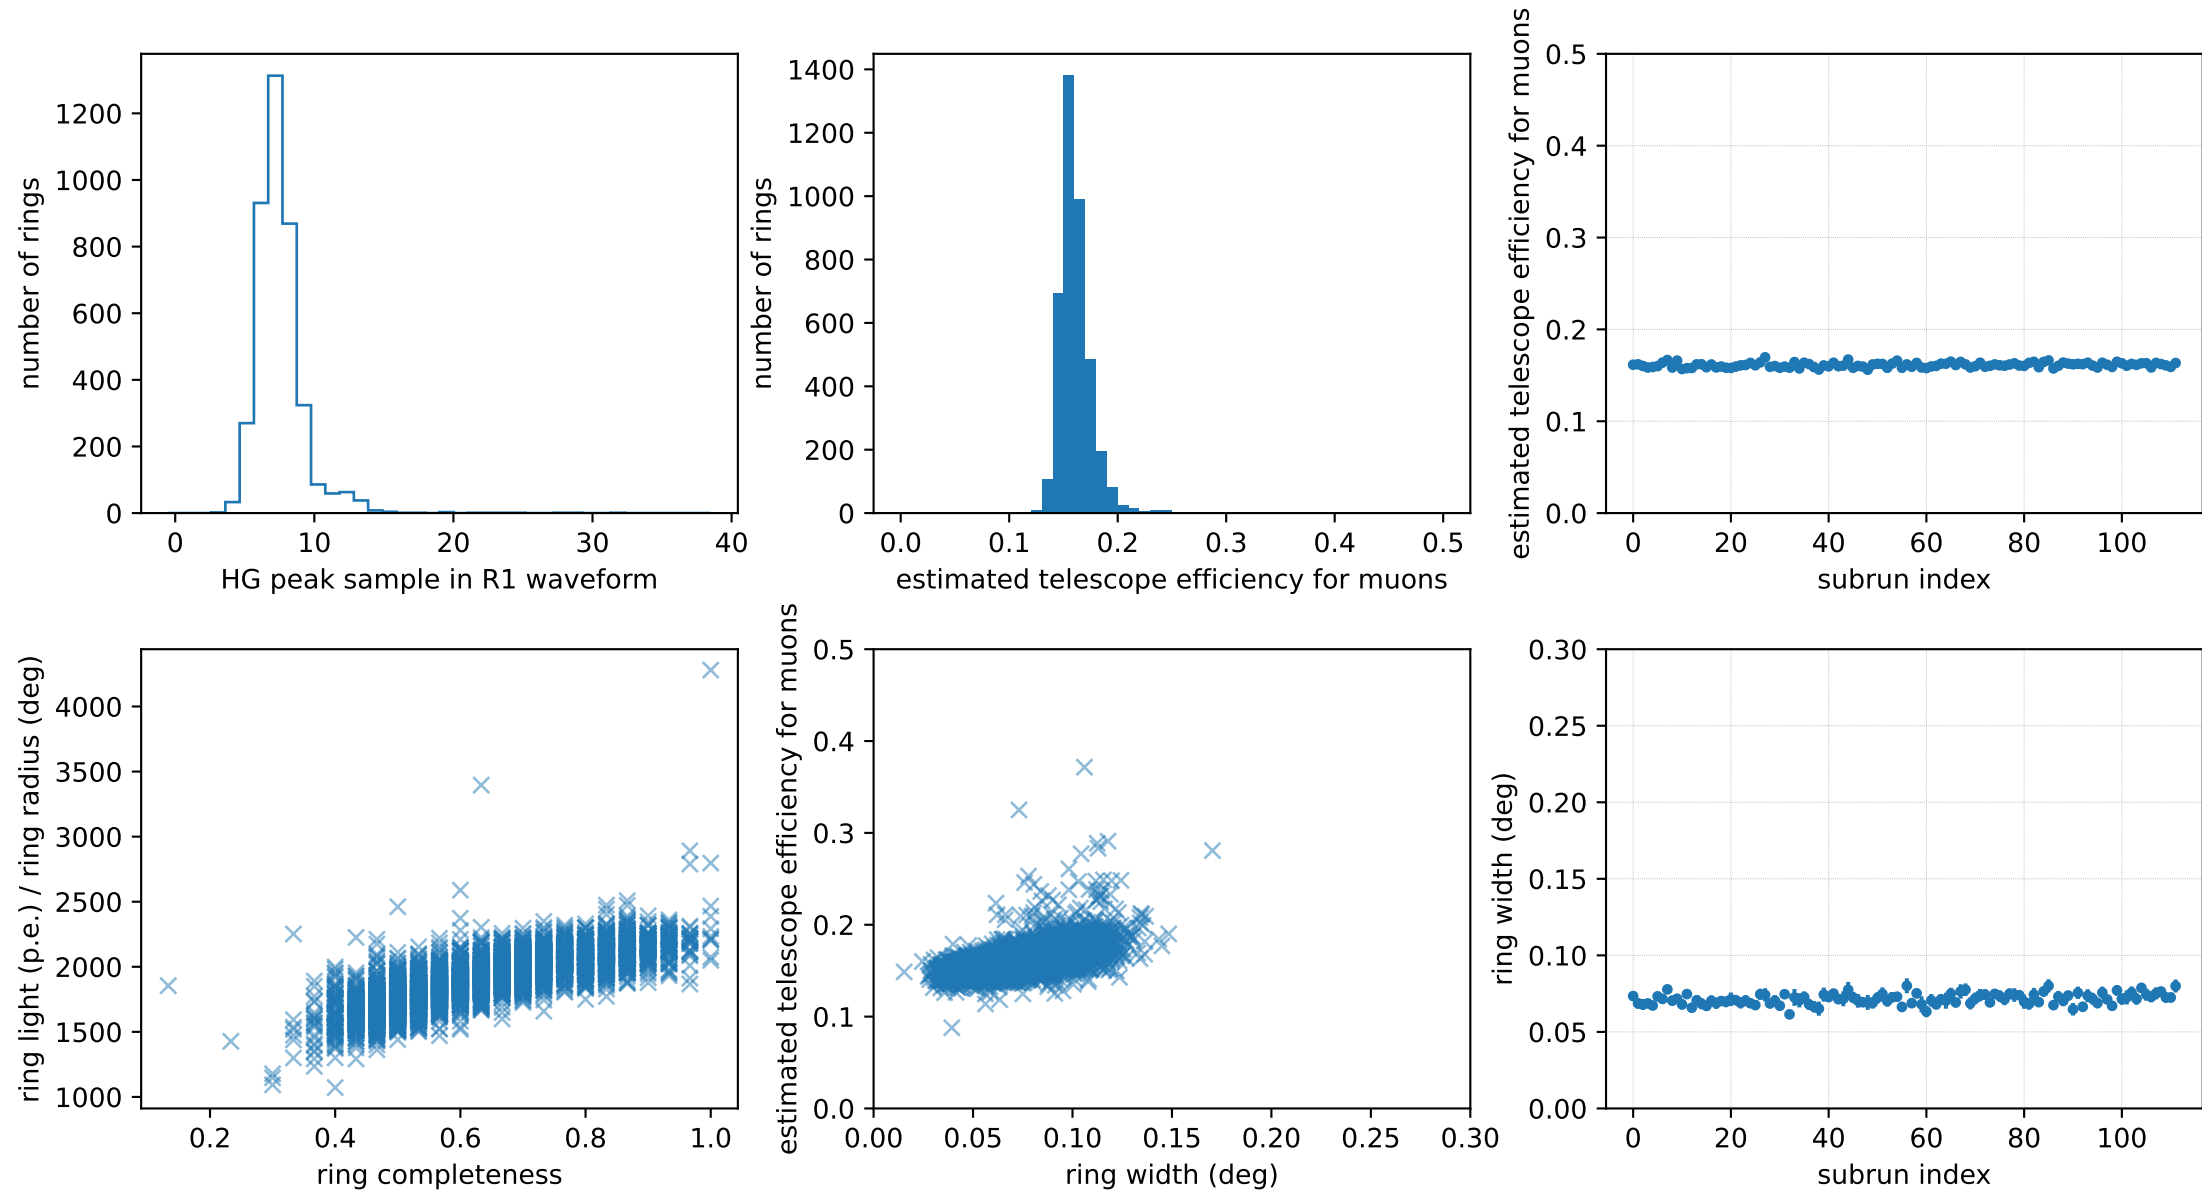 number of rings
1200
1000
800
600
400
200
0
0 10 20 30 40
HG peak sample in R1 waveform
number of rings
1400
1200
1000
800
600
400
200
0
0.0 0.1 0.2 0.3 0.4 0.5
estimated telescope efficiency for muons
estimated telescope efficiency for muons
0.5
0.4
0.3
0.2
0.1
0.0
0 20 40 60 80 100
subrun index
ring light (p.e.) / ring radius (deg)
4000
3500
3000
2500
2000
1500
1000
0.2 0.4 0.6 0.8 1.0
ring completeness
estimated telescope efficiency for muons
0.5
0.4
0.3
0.2
0.1
0.0
0.00 0.05 0.10 0.15 0.20 0.25 0.30
ring width (deg)
ring width (deg)
0.30
0.25
0.20
0.15
0.10
0.05
0.00
0 20 40 60 80 100
subrun index